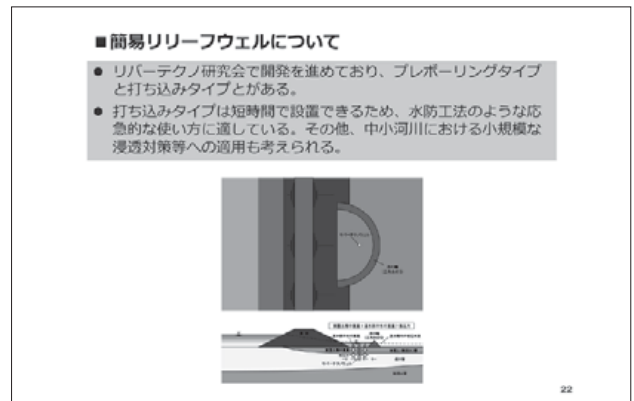 ■簡易リリーフウェルについて
● リバーテクノ研究会で開発を進めており、プレボーリングタイプ
と打ち込みタイプとがある。
● 打ち込みタイプは短時間で設置できるため、水防工法のような応
急的な使い方に適している。その他、中小河川における小規模な
浸透対策等への適用も考えられる。
22